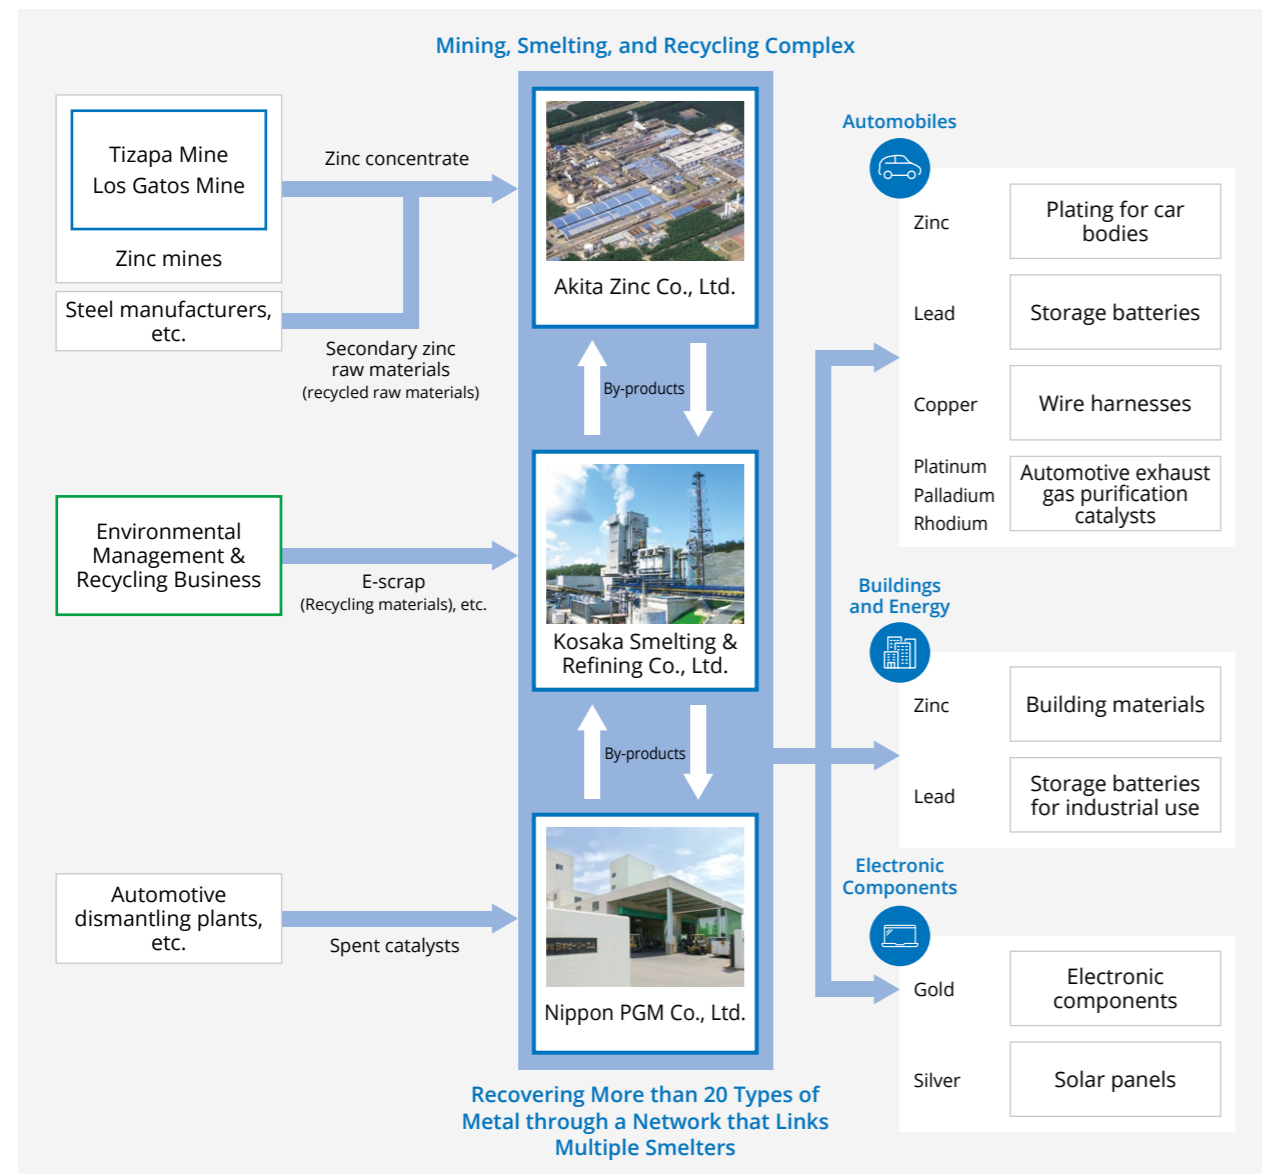 Mining, Smelting, and Recycling Complex
Tizapa Mine
Los Gatos Mine
Zinc mines
Steel manufacturers,
etc.
Zinc concentrate
Secondary zinc
raw materials
(recycled raw materials)
Environmental
Management &
Recycling Business
E-scrap
(Recycling materials), etc.
Automotive
dismantling plants,
etc.
Spent catalysts
Akita Zinc Co., Ltd.
By-products
Kosaka Smelting &
Refining Co., Ltd.
By-products
Nippon PGM Co., Ltd.
Recovering More than 20 Types of
Metal through a Network that Links
Multiple Smelters
Automobiles
Zinc
Plating for car
bodies
Lead
Storage batteries
Copper
Wire harnesses
Platinum
Palladium
Rhodium
Automotive exhaust
gas purification
catalysts
Buildings
and Energy
Zinc
Building materials
Lead
Storage batteries
for industrial use
Electronic
Components
Gold
Electronic
components
Silver
Solar panels